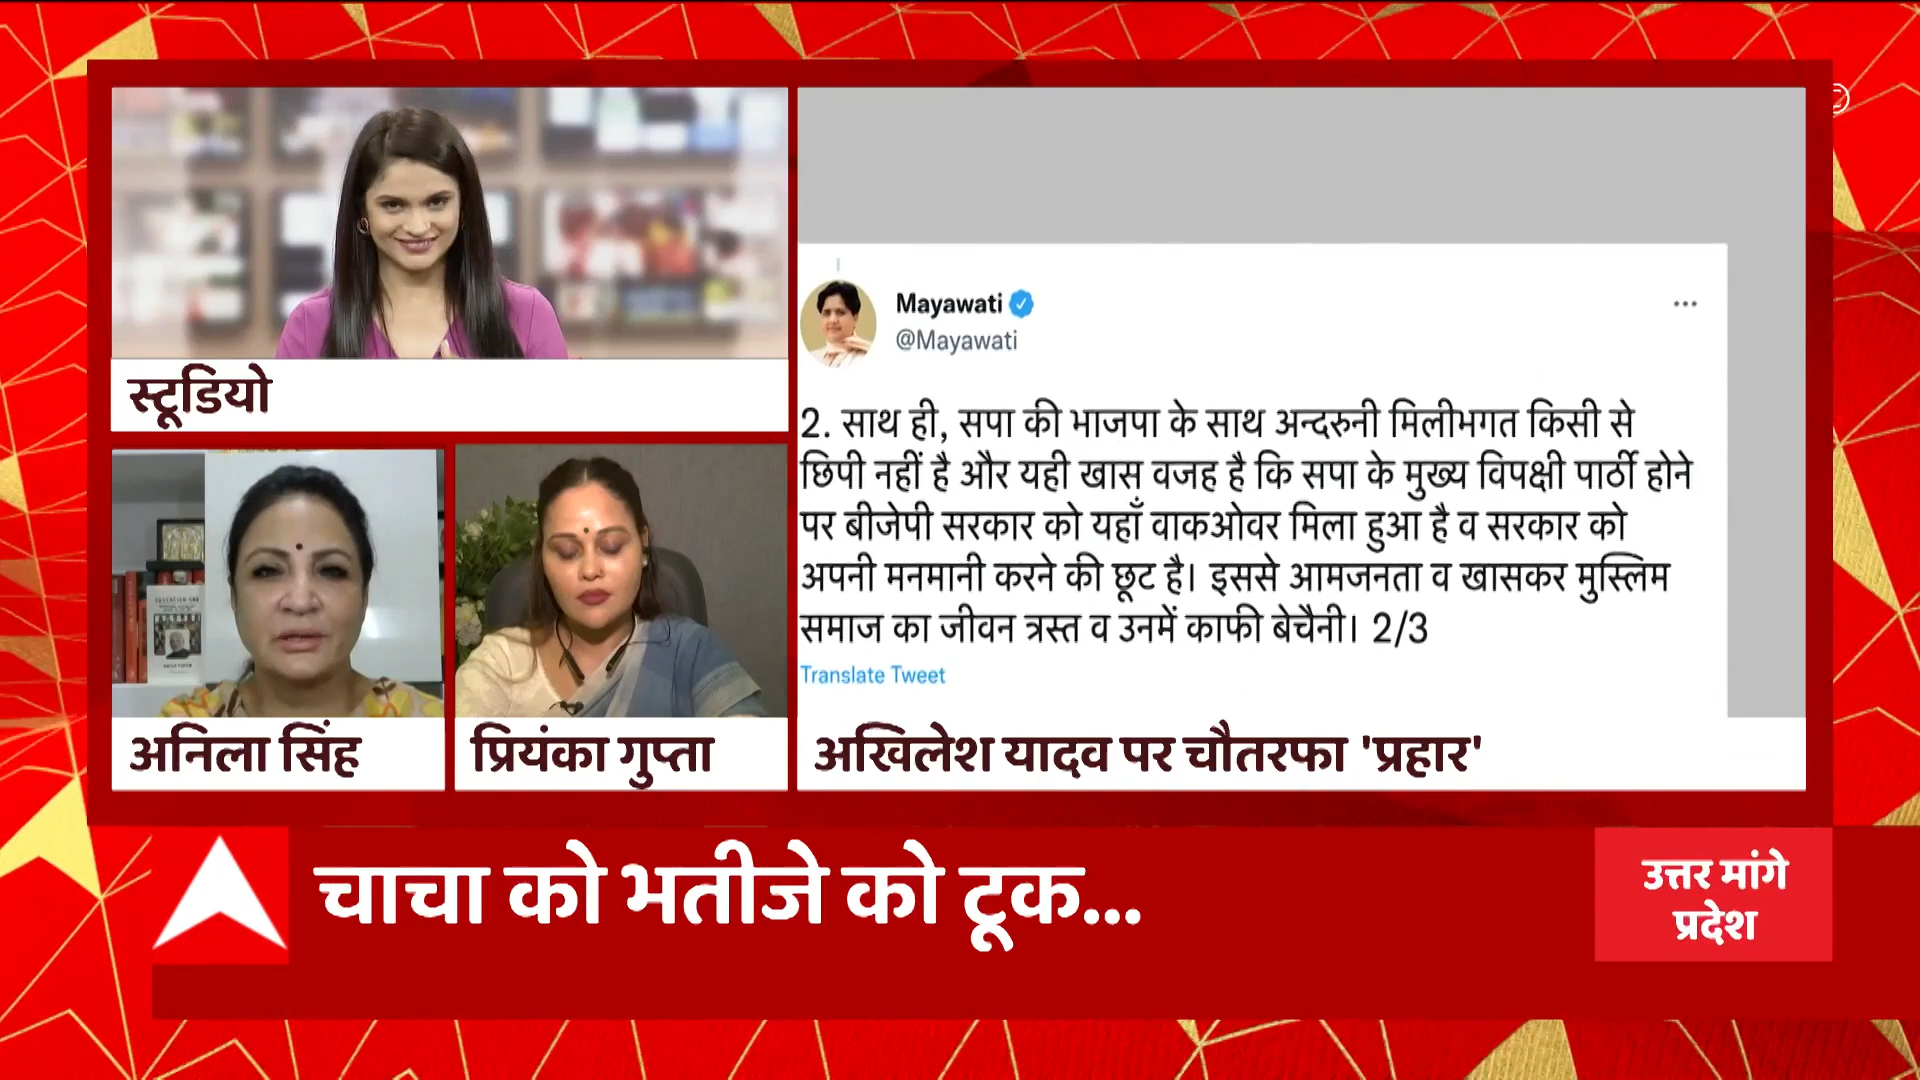 स्टूडियो
अनिला सिंह
प्रियंका गुप्ता
Mayawati
@Mayawati
2. साथ ही, सपा की भाजपा के साथ अन्दरुनी मिलीभगत किसी से
छिपी नहीं है और यही खास वजह है कि सपा के मुख्य विपक्षी पार्टी होने
पर बीजेपी सरकार को यहाँ वाकओवर मिला हुआ है व सरकार को
अपनी मनमानी करने की छूट है। इससे आमजनता व खासकर मुस्लिम
समाज का जीवन त्रस्त व उनमें काफी बेचैनी। 2/3
Translate Tweet
अखिलेश यादव पर चौतरफा 'प्रहार'
चाचा को भतीजे को टूक...
उत्तर मांगे
प्रदेश